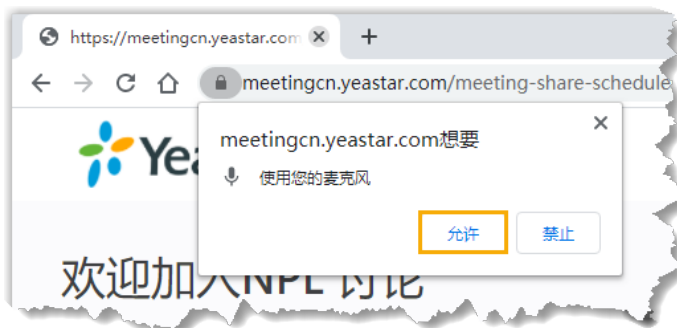 https://meetingcn.yeastar.com
meetingcn.yeastar.com/meeting-share-schedule
meetingcn.yeastar.com想要
使用您的麦克风
允许
禁止
Yea
欢迎加入NPL 讨论